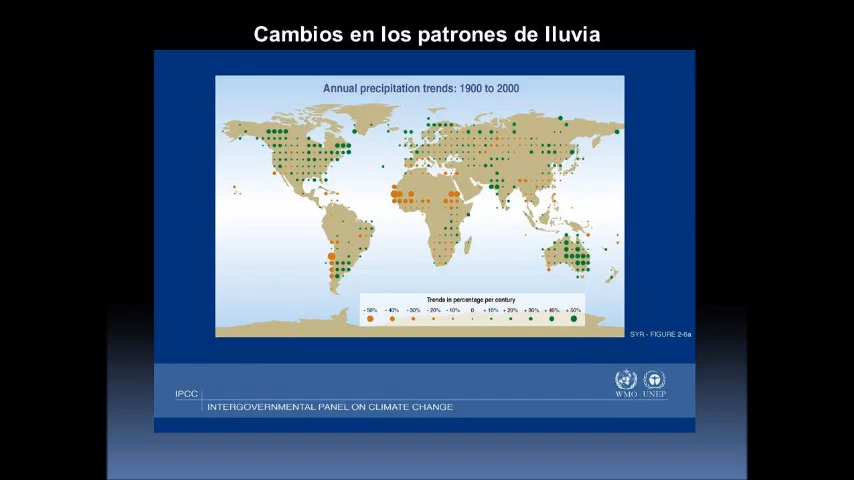 Cambios en los patrones de lluvia
Annual precipitation trends: 1900 to 2000
Trends in percentage per century
- 50% - 40% - 30% - 20% - 10% 0 + 10% + 20% + 30% + 40% + 50%
SYR - FIGURE 2-6a
WMO UNEP
IPCC
INTERGOVERNMENTAL PANEL ON CLIMATE CHANGE